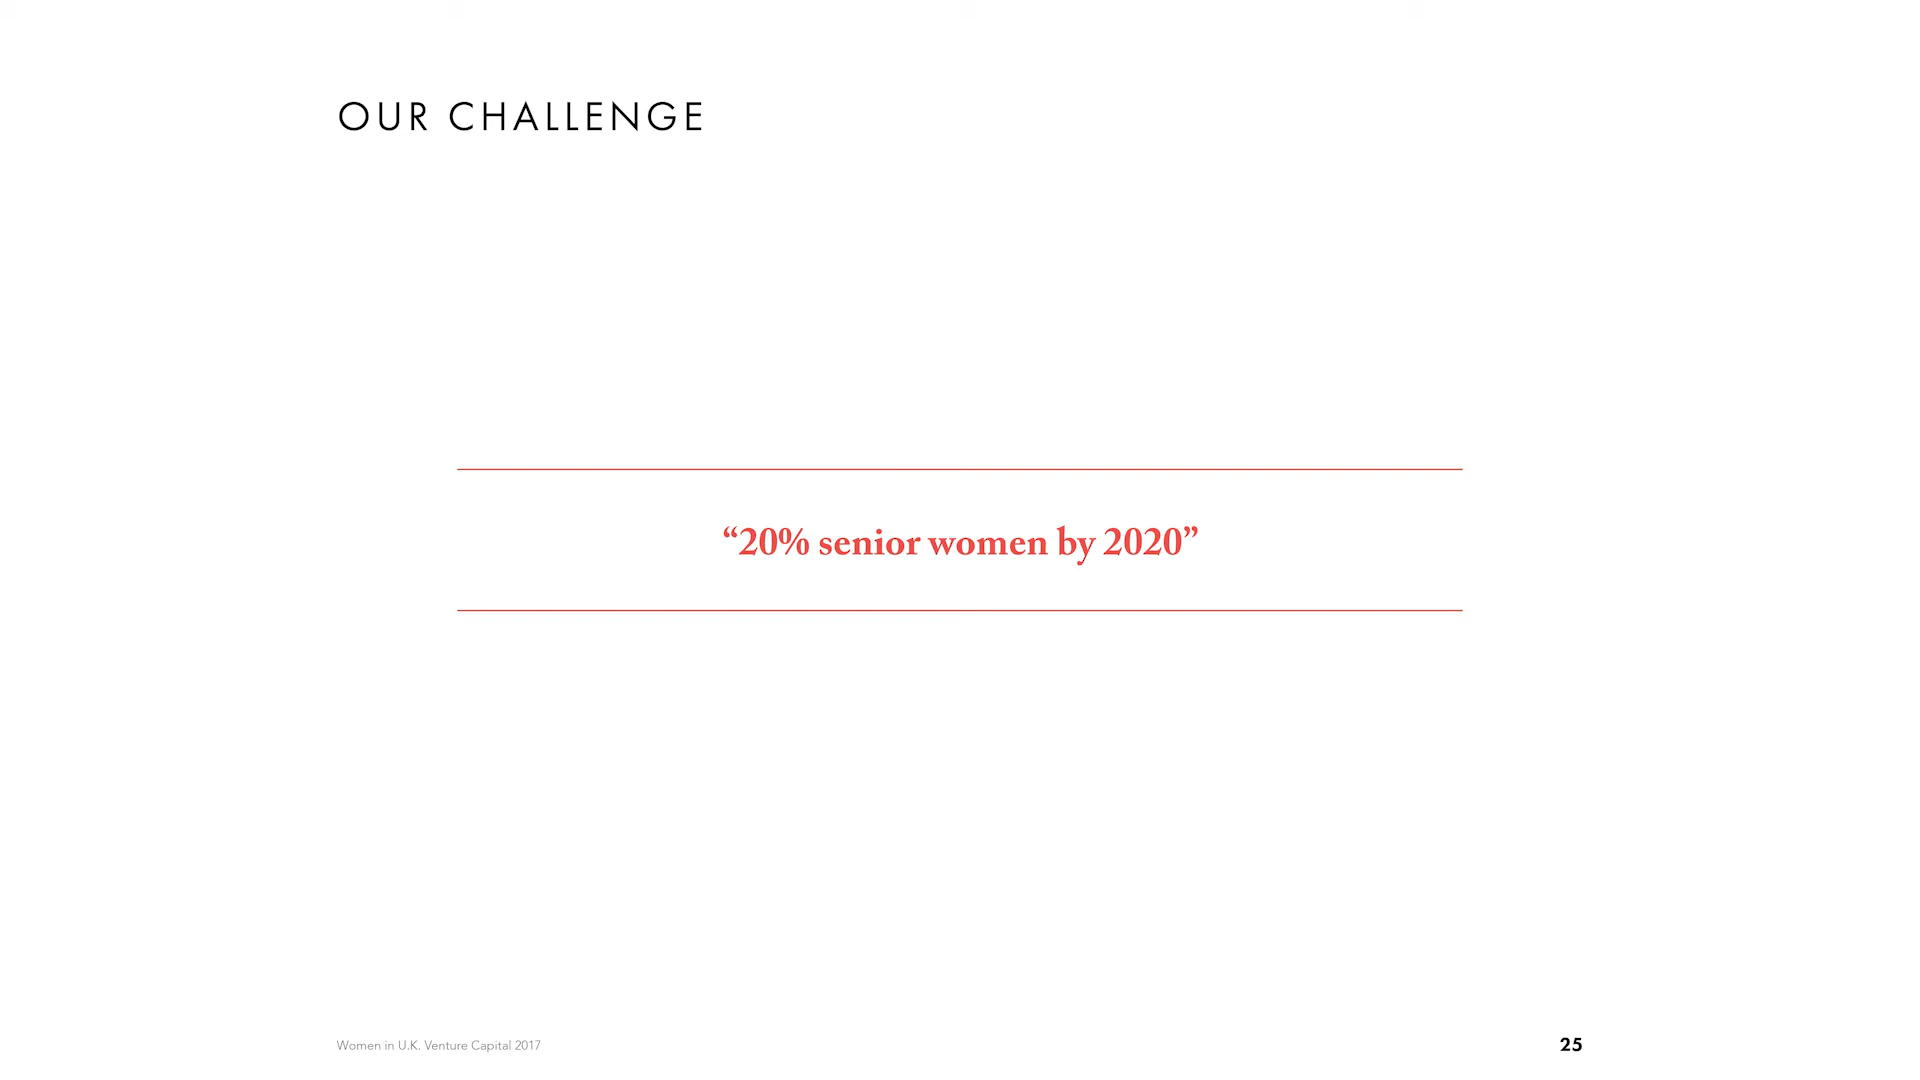 OUR CHALLENGE
“20% senior women by 2020”
Women in U.K. Venture Capital 2017
25